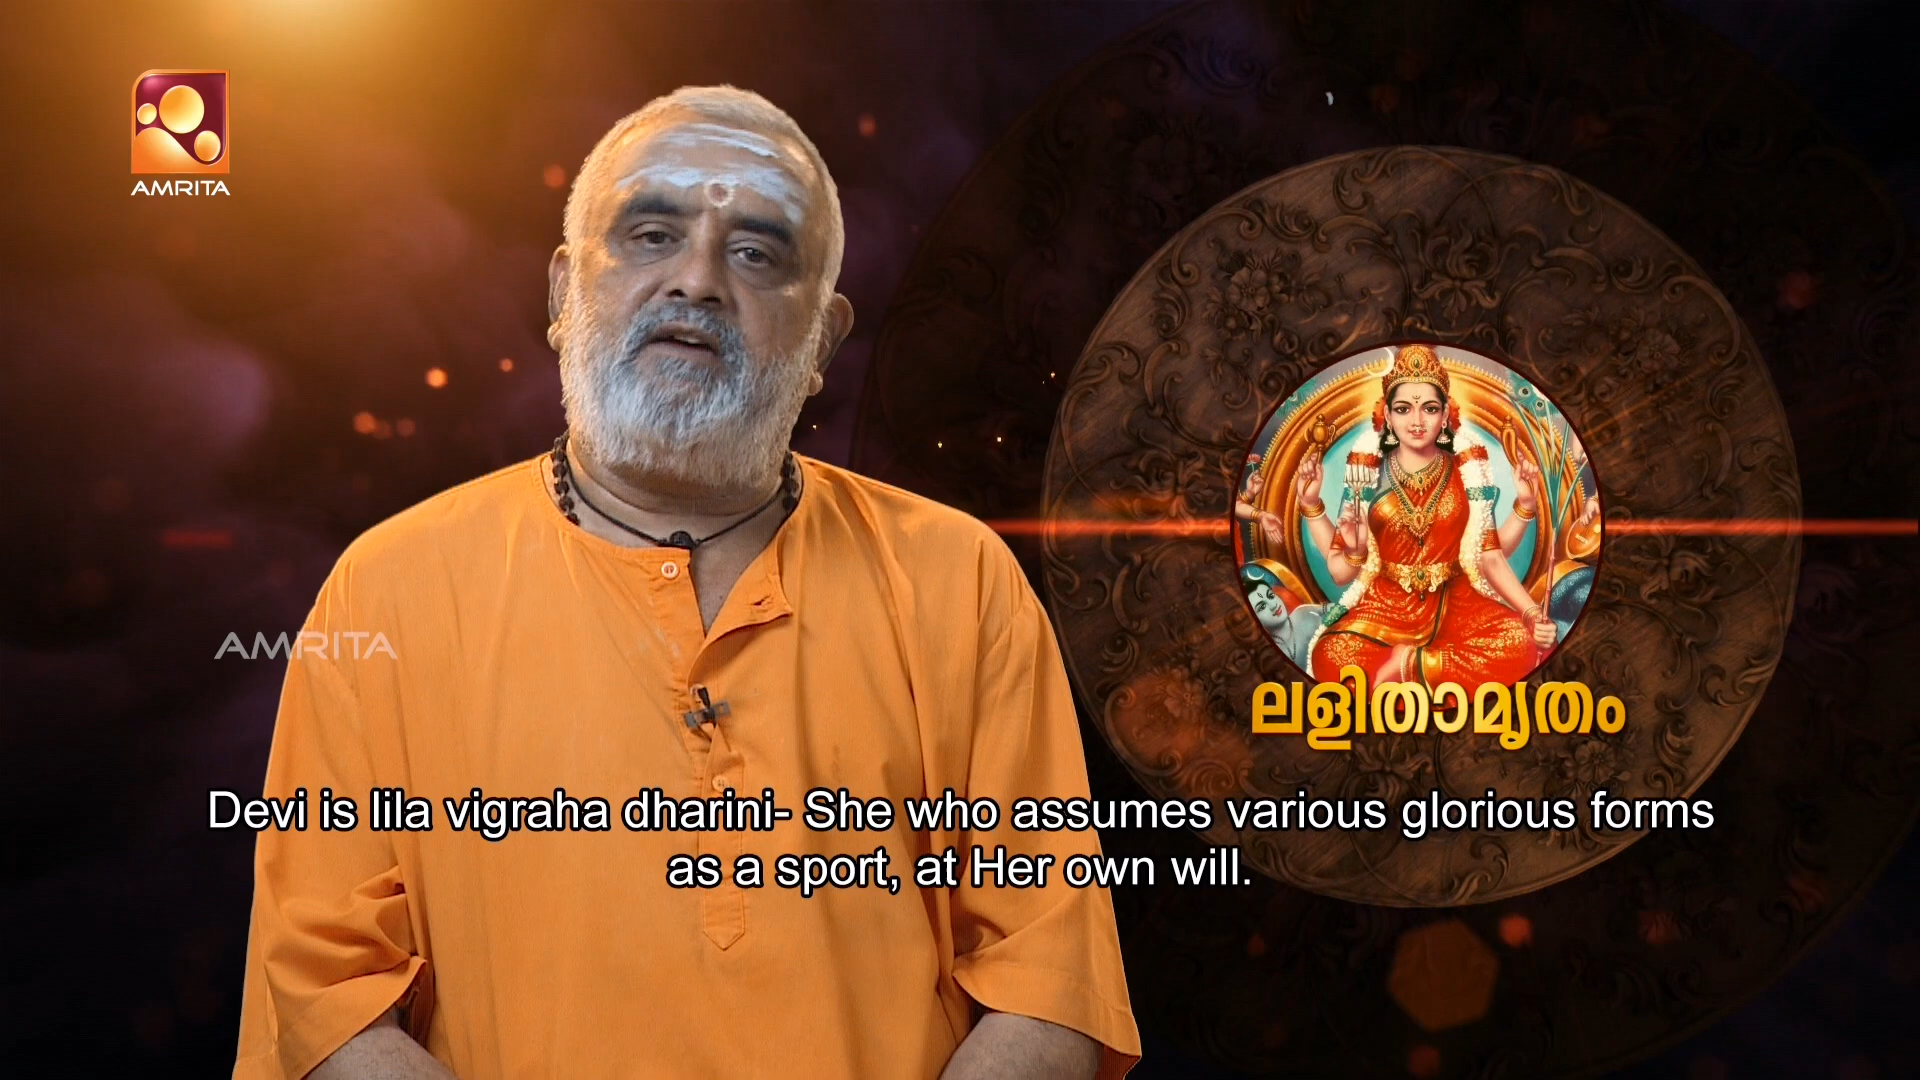 AMRITA
AMRITA
ലളിതാമൃതം
Devi is lila vigraha dharini- She who assumes various glorious forms
as a sport, at Her own will.